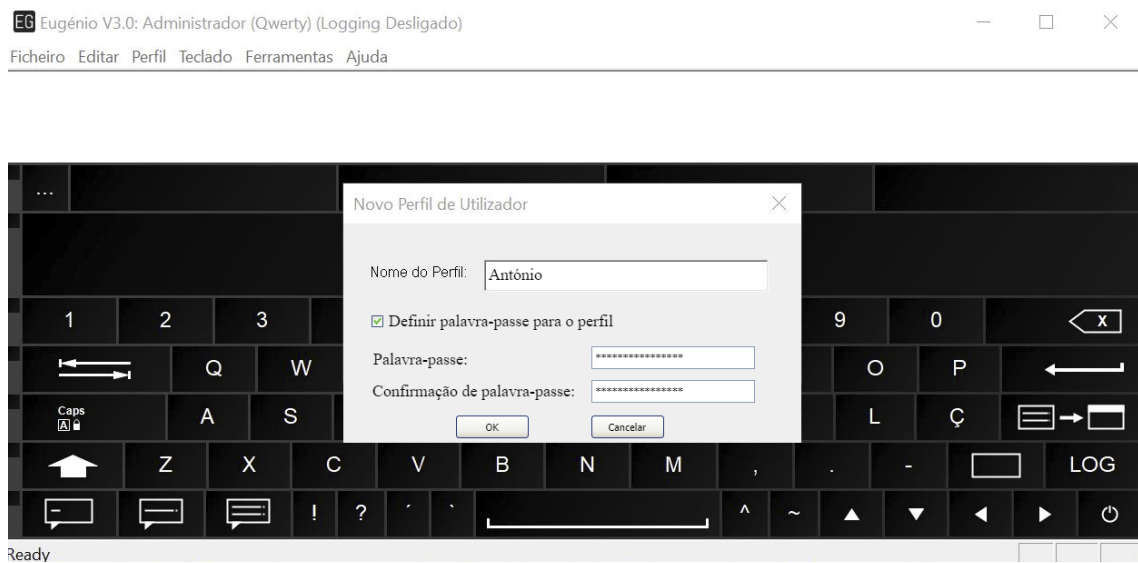 EG Eugénio V3.0: Administrador (Qwerty) (Logging Desligado)
Ficheiro Editar Perfil Teclado Ferramentas Ajuda
...
Novo Perfil de Utilizador
Nome do Perfil: António
Definir palavra-passe para o perfil
Palavra-passe: ****************
Confirmação de palavra-passe: ****************
OK Cancelar
1 2 3 9 0 X
Q W O P
Caps A A S L Ç
Z X C V B N M , . - LOG
! ? ´ ` ^ ~
Ready